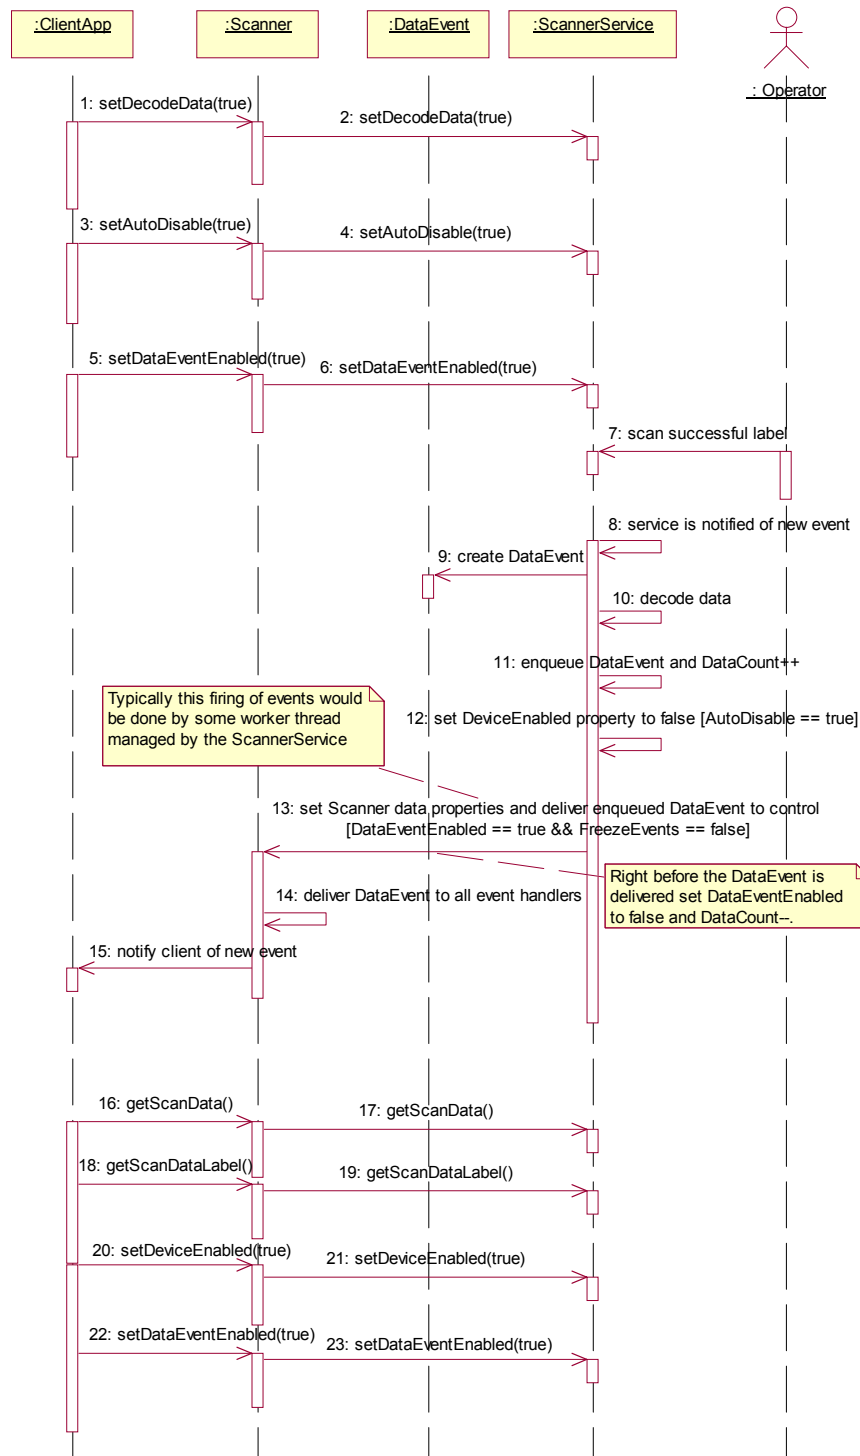 :ClientApp
:Scanner
:DataEvent
:ScannerService
: Operator
1: setDecodeData(true)
2: setDecodeData(true)
3: setAutoDisable(true)
4: setAutoDisable(true)
5: setDataEventEnabled(true)
6: setDataEventEnabled(true)
7: scan successful label
8: service is notified of new event
9: create DataEvent
10: decode data
11: enqueue DataEvent and DataCount++
Typically this firing of events would
be done by some worker thread
managed by the ScannerService
12: set DeviceEnabled property to false [AutoDisable == true]
13: set Scanner data properties and deliver enqueued DataEvent to control
[DataEventEnabled == true && FreezeEvents == false]
Right before the DataEvent is
delivered set DataEventEnabled
to false and DataCount--.
14: deliver DataEvent to all event handlers
15: notify client of new event
16: getScanData()
17: getScanData()
18: getScanDataLabel()
19: getScanDataLabel()
20: setDeviceEnabled(true)
21: setDeviceEnabled(true)
22: setDataEventEnabled(true)
23: setDataEventEnabled(true)